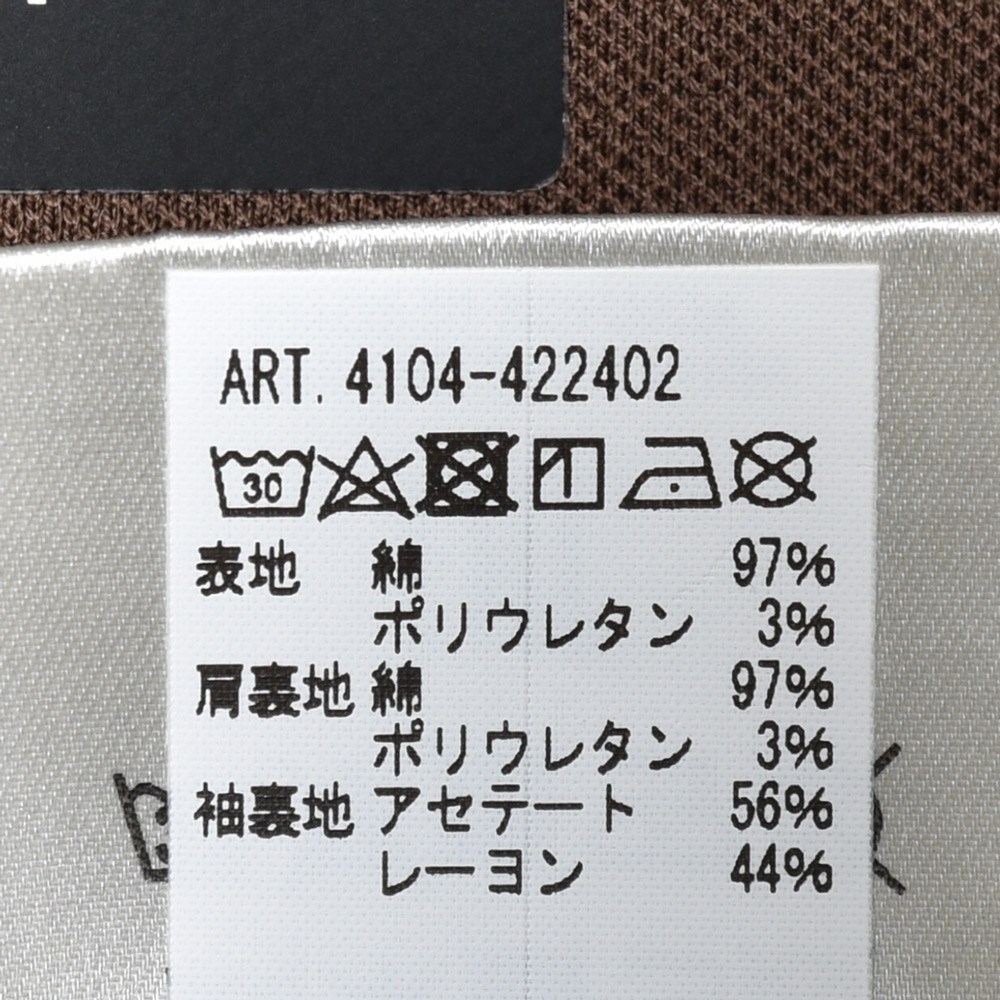 ART. 4104-422402
30
表地 綿 97%
ポリウレタン 3%
肩裏地 綿 97%
ポリウレタン 3%
袖裏地 アセテート 56%
レーヨン 44%